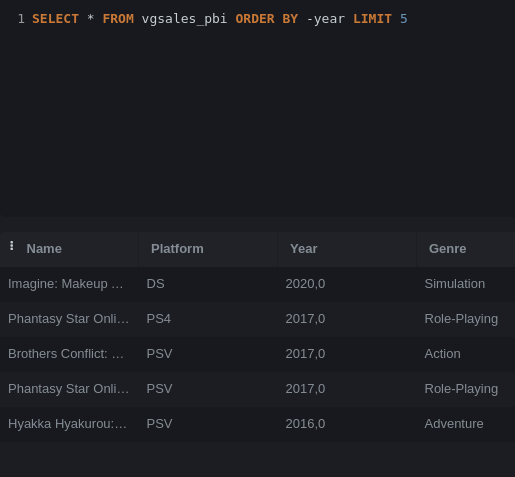 1 SELECT * FROM vgsales_pbi ORDER BY -year LIMIT 5
Name Platform Year Genre
Imagine: Makeup ... DS 2020,0 Simulation
Phantasy Star Onli... PS4 2017,0 Role-Playing
Brothers Conflict: ... PSV 2017,0 Action
Phantasy Star Onli... PSV 2017,0 Role-Playing
Hyakka Hyakurou:... PSV 2016,0 Adventure